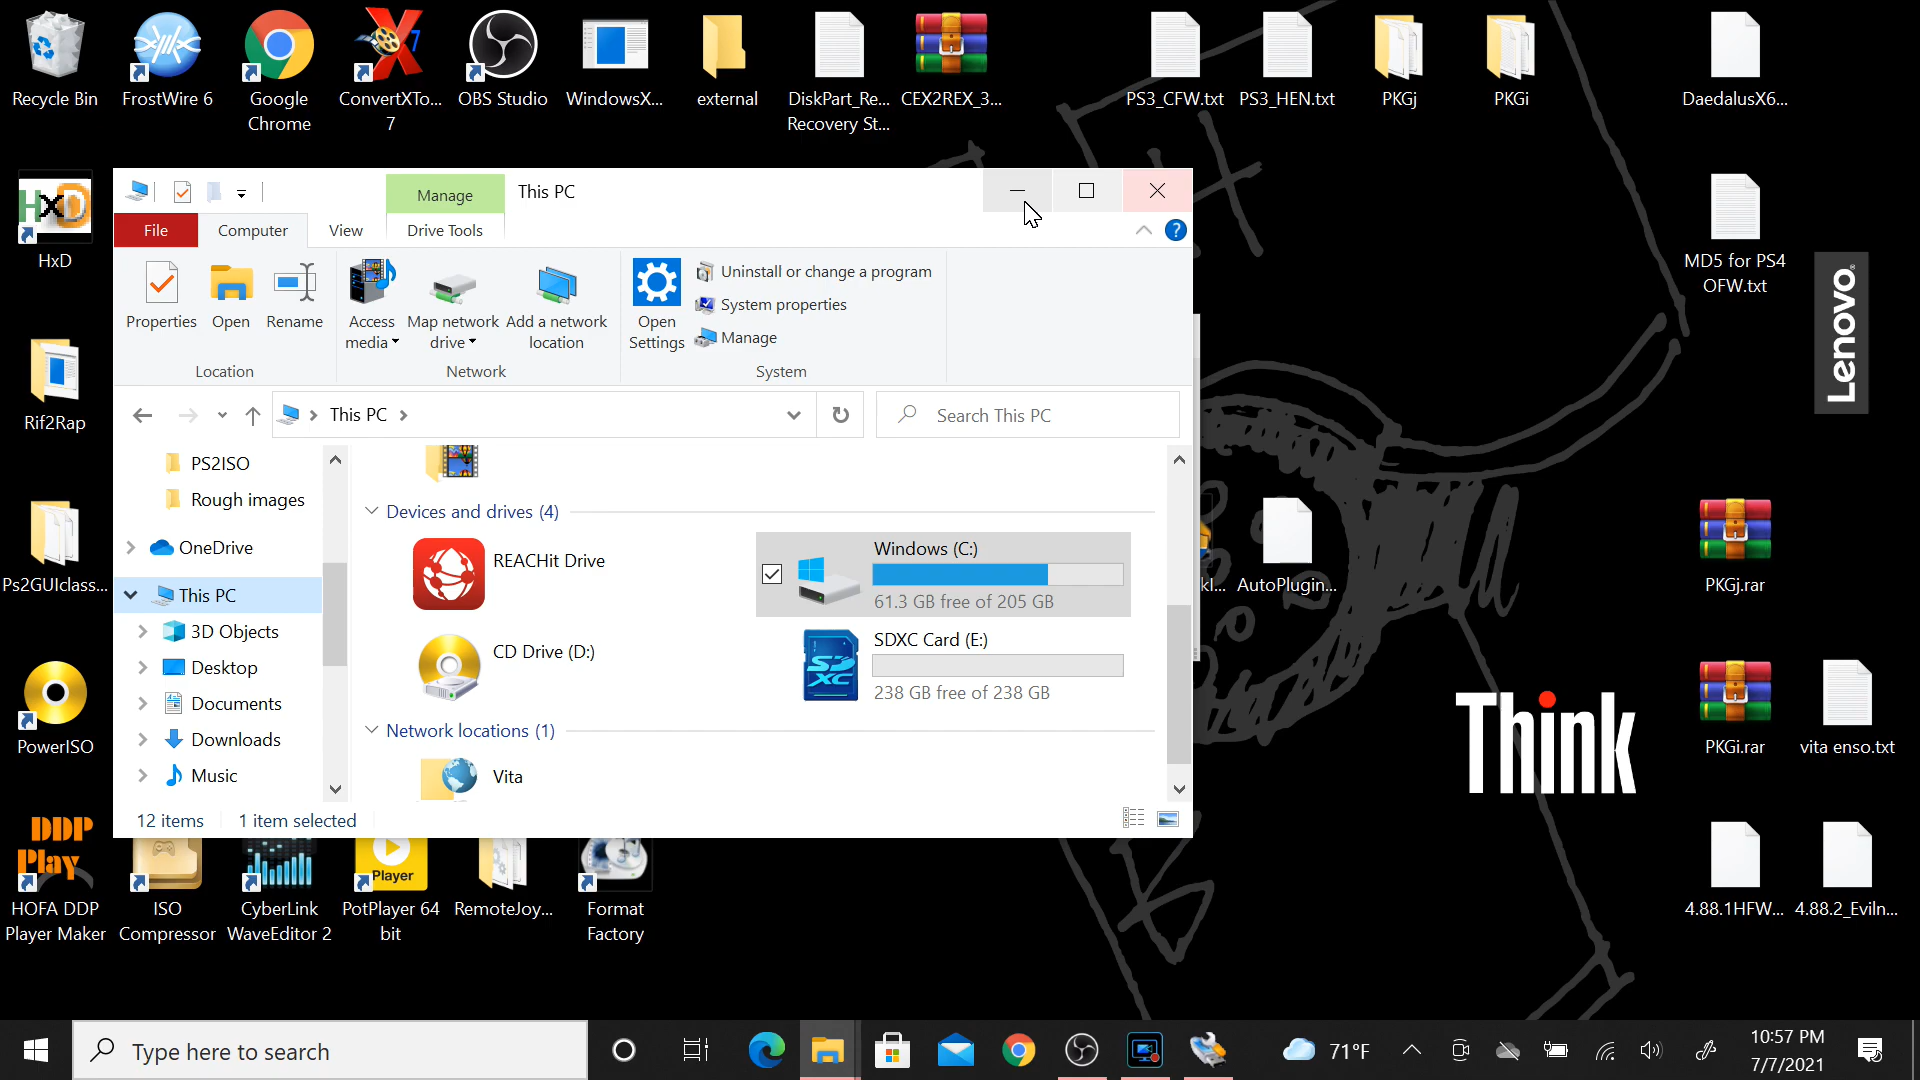 Recycle Bin
FrostWire 6
Google
Chrome
ConvertXTo...
7
OBS Studio
WindowsX...
external
DiskPart_Re...
Recovery St...
CEX2REX_3...
PS3_CFW.txt
PS3_HEN.txt
PKGj
PKGi
DaedalusX6...
HxD
HxD
Rif2Rap
Ps2GUIclass...
PowerISO
MD5 for PS4
OFW.txt
Lenovo
Manage
This PC
File
Computer
View
Drive Tools
?
Properties
Open
Rename
Access
media
Map network
drive
Add a network
location
Open
Settings
Uninstall or change a program
System properties
Manage
Location
Network
System
This PC
Search This PC
PS2ISO
Rough images
OneDrive
This PC
3D Objects
Desktop
Documents
Downloads
Music
Devices and drives (4)
REACHit Drive
Windows (C:)
61.3 GB free of 205 GB
CD Drive (D:)
SD
XC
SDXC Card (E:)
238 GB free of 238 GB
Network locations (1)
Vita
12 items
1 item selected
kl...
AutoPlugin...
PKGj.rar
Think
PKGi.rar
vita enso.txt
DDP
Play
HOFA DDP
Player Maker
ISO
Compressor
CyberLink
WaveEditor 2
Player
PotPlayer 64
bit
RemoteJoy...
Format
Factory
4.88.1HFW...
4.88.2_Eviln...
Type here to search
71°F
10:57 PM
7/7/2021